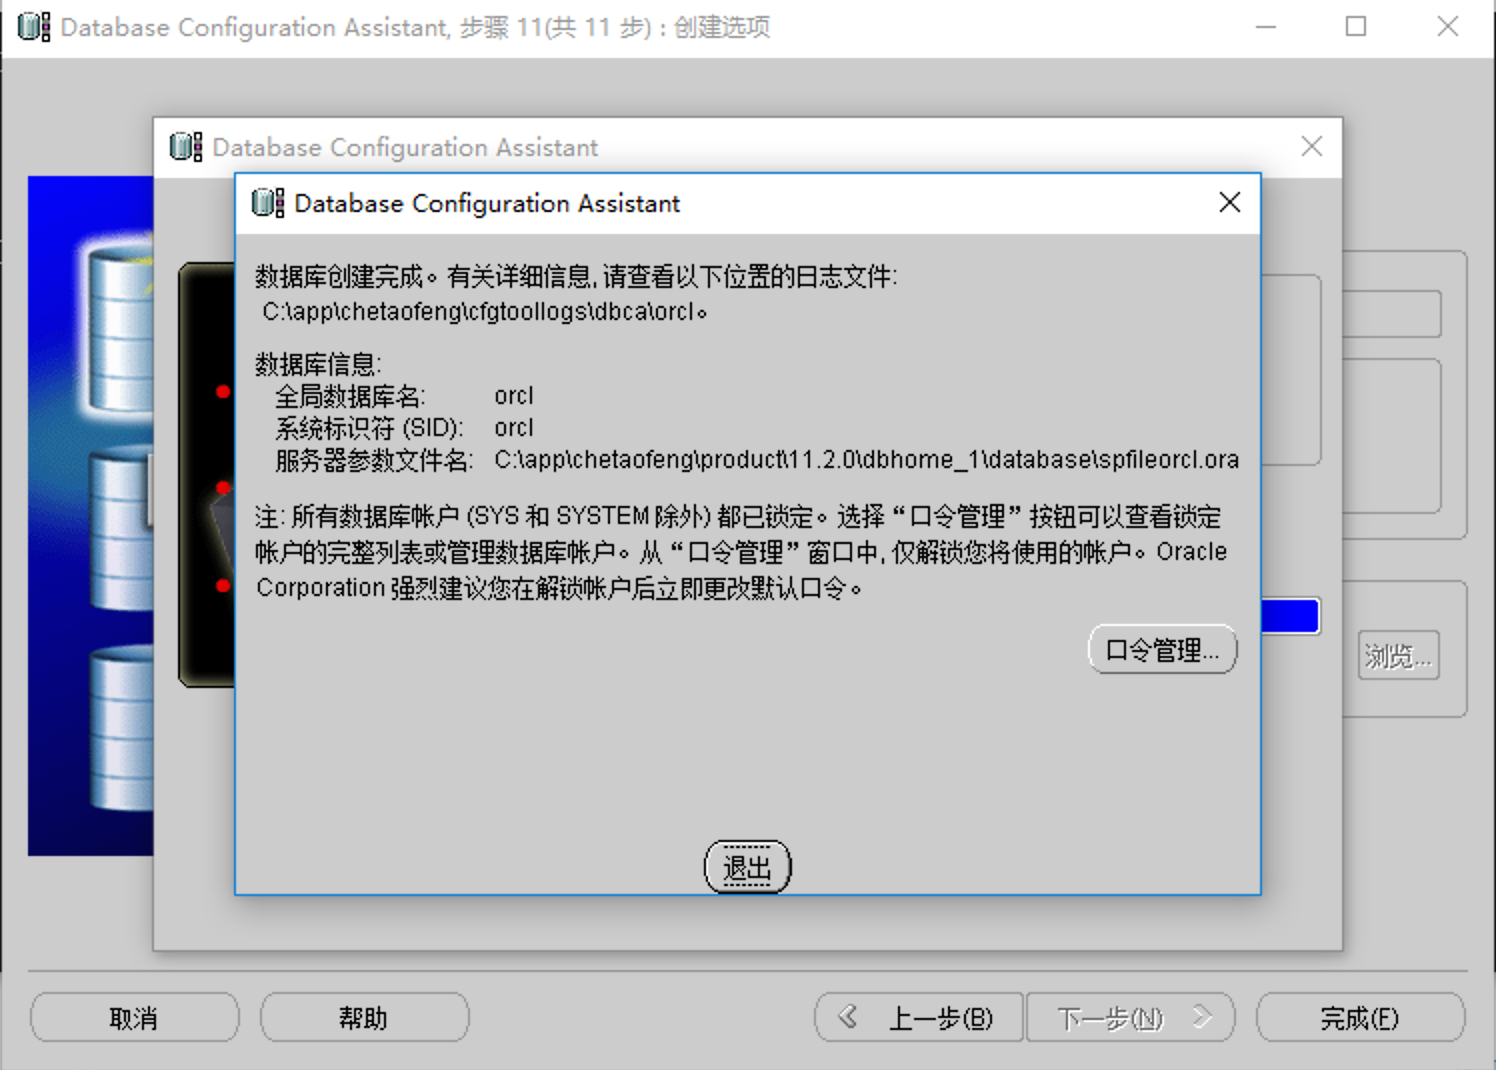 Database Configuration Assistant, 步骤 11(共 11 步) : 创建选项
Database Configuration Assistant
Database Configuration Assistant
数据库创建完成。有关详细信息, 请查看以下位置的日志文件:
C:\app\chetaofeng\cfgtoollogs\dbca\orcl。
数据库信息:
全局数据库名: orcl
系统标识符 (SID): orcl
服务器参数文件名: C:\app\chetaofeng\product\11.2.0\dbhome_1\database\spfileorcl.ora
注: 所有数据库帐户 (SYS 和 SYSTEM 除外) 都已锁定。选择 “口令管理” 按钮可以查看锁定
帐户的完整列表或管理数据库帐户。从 “口令管理” 窗口中, 仅解锁您将使用的帐户。Oracle
Corporation 强烈建议您在解锁帐户后立即更改默认口令。
口令管理...
浏览...
退出
取消 帮助 上一步(B) 下一步(N) 完成(F)